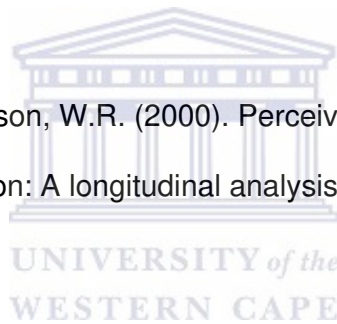 son, W.R. (2000). Perceiv
on: A longitudinal analysis
UNIVERSITY of the
WESTERN CAPE